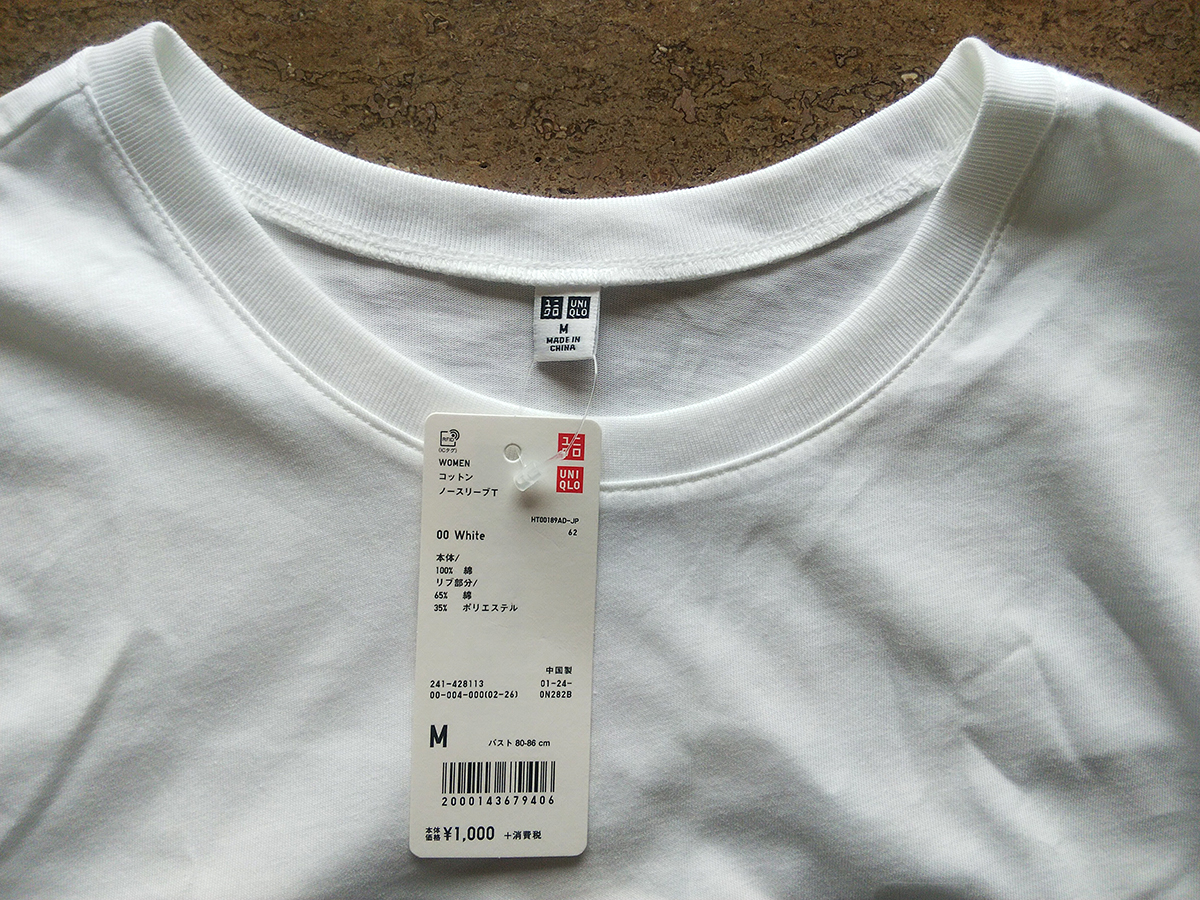 ユニ UNI
クロ QLO
M
MADE IN
CHINA
RFID
(ICタグ)
ユニ
クロ
WOMEN
コットン
ノースリーブT
UNI
QLO
HT00189AD-JP
62
00 White
本体/
100% 綿
リブ部分/
65% 綿
35% ポリエステル
中国製
241-428113 01-24-
00-004-000(02-26) 0N282B
M バスト 80-86 cm
2000143679406
本体価格 ¥1,000 +消費税